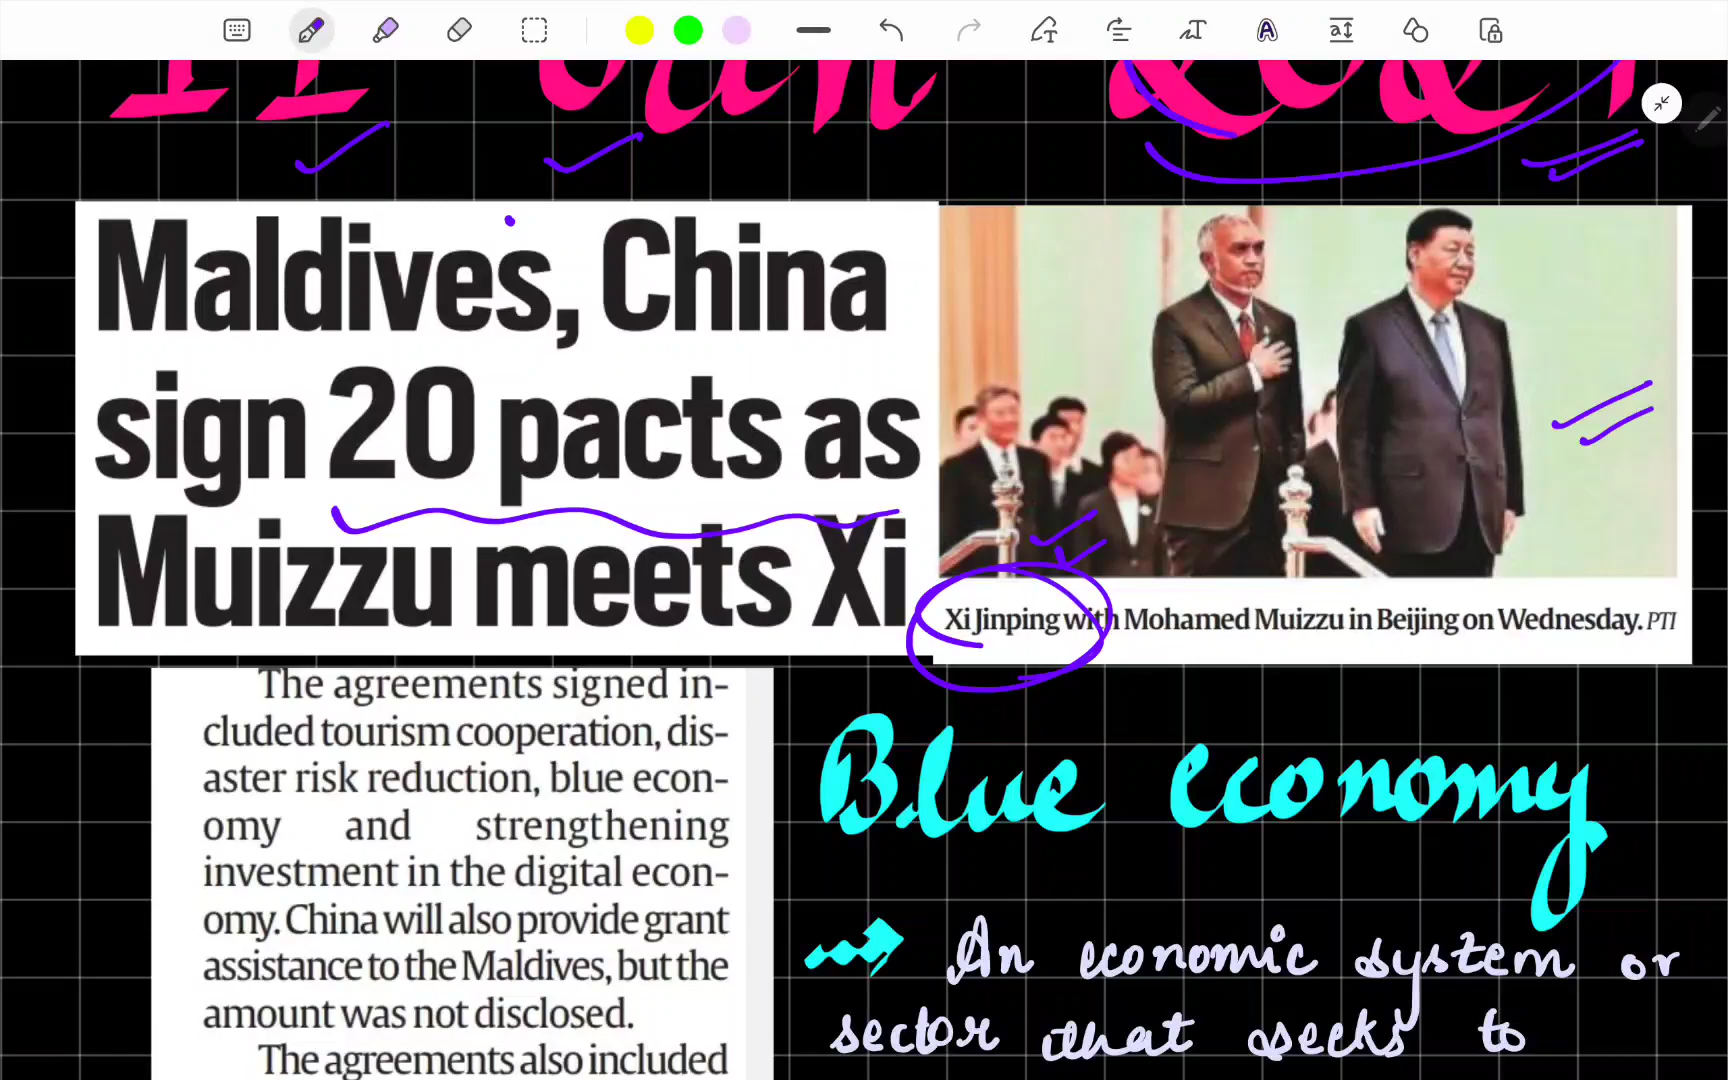 11 Jan
Maldives, China
sign 20 pacts as
Muizzu meets Xi
Xi Jinping with Mohamed Muizzu in Beijing on Wednesday. PTI
The agreements signed in-
cluded tourism cooperation, dis-
aster risk reduction, blue econ-
omy and strengthening
investment in the digital econ-
omy. China will also provide grant
assistance to the Maldives, but the
amount was not disclosed.
The agreements also included
Blue economy
An economic system or
sector that seeks to